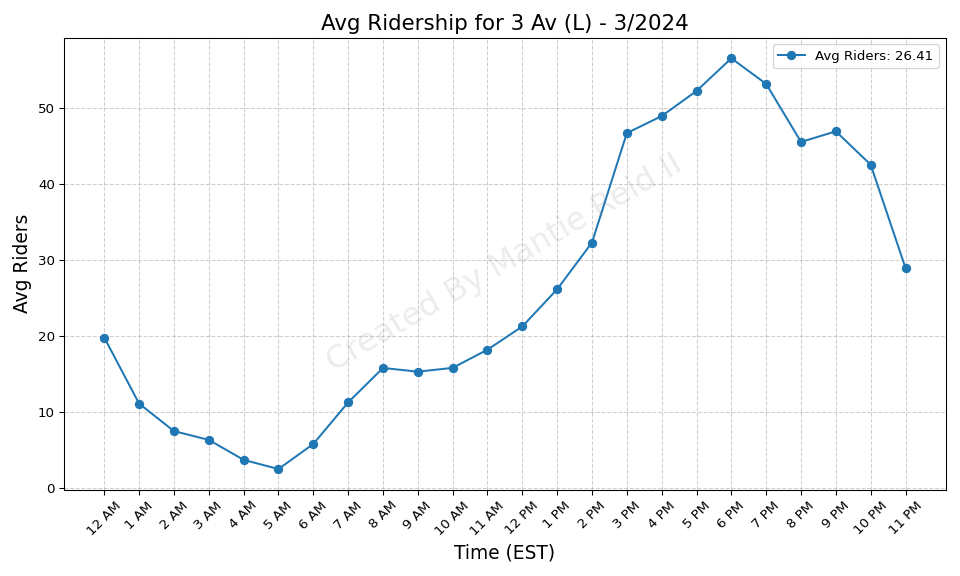 Avg Ridership for 3 Av (L) - 3/2024
Avg Riders: 26.41
Avg Riders
50
40
30
20
10
0
Created By Mantle Reid II
12 AM
1 AM
2 AM
3 AM
4 AM
5 AM
6 AM
7 AM
8 AM
9 AM
10 AM
11 AM
12 PM
1 PM
2 PM
3 PM
4 PM
5 PM
6 PM
7 PM
8 PM
9 PM
10 PM
11 PM
Time (EST)